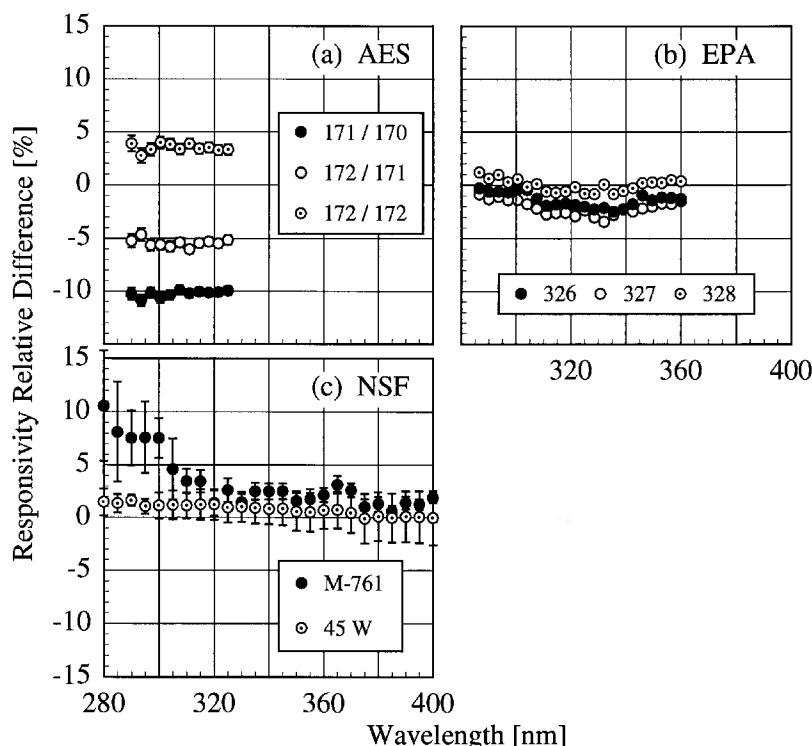 Responsivity Relative Difference [%]
15
10
5
0
-5
-10
(a) AES
171 / 170
172 / 171
172 / 172
(b) EPA
326 327 328
320 360 400
15
10
5
0
-5
-10
-15
(c) NSF
M-761
45 W
280 320 360 400
Wavelength [nm]